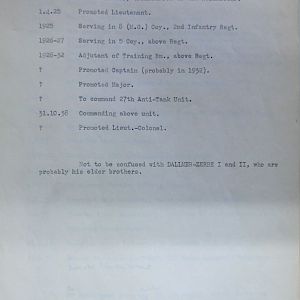 1.4.25 Promoted Lieutenant.
1925 Serving in 8 (M.G.) Coy., 2nd Infantry Regt.
1926-27 Serving in 5 Coy., above Regt.
1928-32 Adjutant of Training Bn., above Regt.
? Promoted Captain (probably in 1932).
? Promoted Major.
? To command 27th Anti-Tank Unit.
31.10.38 Commanding above unit.
? Promoted Lieut.-Colonel.
Not to be confused with DALLMER-ZERBE I and II, who are
probably his elder brothers.